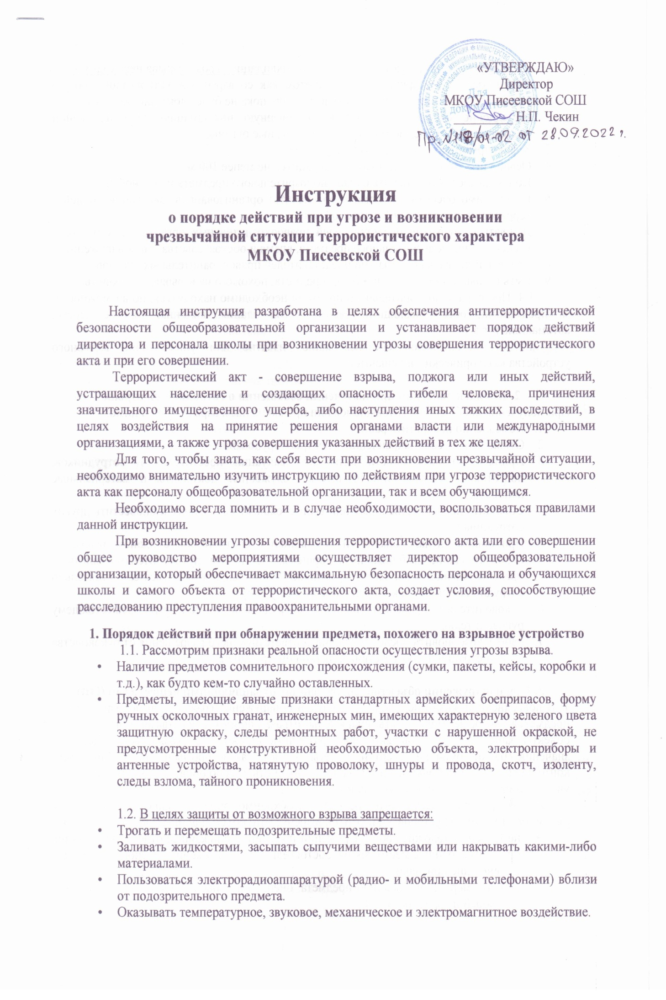 «УТВЕРЖДАЮ»
Директор
МКОУ Писеевской СОШ
Для
документов
Н.П. Чекин
Пр. №118/01-02 от 28.09.2022 г.
Инструкция
о порядке действий при угрозе и возникновении
чрезвычайной ситуации террористического характера
МКОУ Писеевской СОШ
Настоящая инструкция разработана в целях обеспечения антитеррористической
безопасности общеобразовательной организации и устанавливает порядок действий
директора и персонала школы при возникновении угрозы совершения террористического
акта и при его совершении.
Террористический акт - совершение взрыва, поджога или иных действий,
устрашающих население и создающих опасность гибели человека, причинения
значительного имущественного ущерба, либо наступления иных тяжких последствий, в
целях воздействия на принятие решения органами власти или международными
организациями, а также угроза совершения указанных действий в тех же целях.
Для того, чтобы знать, как себя вести при возникновении чрезвычайной ситуации,
необходимо внимательно изучить инструкцию по действиям при угрозе террористического
акта как персоналу общеобразовательной организации, так и всем обучающимся.
Необходимо всегда помнить и в случае необходимости, воспользоваться правилами
данной инструкции.
При возникновении угрозы совершения террористического акта или его совершении
общее руководство мероприятиями осуществляет директор общеобразовательной
организации, который обеспечивает максимальную безопасность персонала и обучающихся
школы и самого объекта от террористического акта, создает условия, способствующие
расследованию преступления правоохранительными органами.
1. Порядок действий при обнаружении предмета, похожего на взрывное устройство
1.1. Рассмотрим признаки реальной опасности осуществления угрозы взрыва.
• Наличие предметов сомнительного происхождения (сумки, пакеты, кейсы, коробки и
т.д.), как будто кем-то случайно оставленных.
• Предметы, имеющие явные признаки стандартных армейских боеприпасов, форму
ручных осколочных гранат, инженерных мин, имеющих характерную зеленого цвета
защитную окраску, следы ремонтных работ, участки с нарушенной окраской, не
предусмотренные конструктивной необходимостью объекта, электроприборы и
антенные устройства, натянутую проволоку, шнуры и провода, скотч, изоленту,
следы взлома, тайного проникновения.
1.2. В целях защиты от возможного взрыва запрещается:
• Трогать и перемещать подозрительные предметы.
• Заливать жидкостями, засыпать сыпучими веществами или накрывать какими-либо
материалами.
• Пользоваться электрорадиоаппаратурой (радио- и мобильными телефонами) вблизи
от подозрительного предмета.
• Оказывать температурное, звуковое, механическое и электромагнитное воздействие.